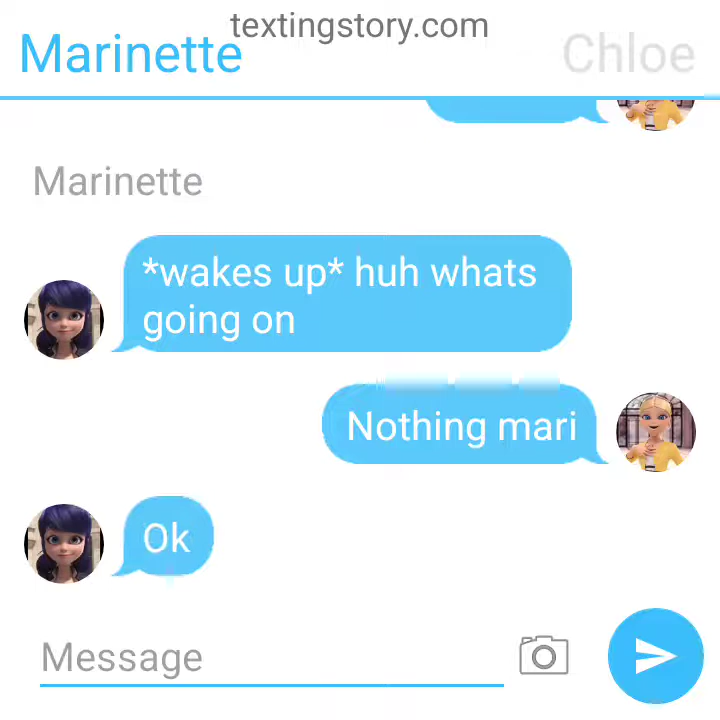 textingstory.com
Marinette
Chloe
Marinette
*wakes up* huh whats
going on
Nothing mari
Ok
Message